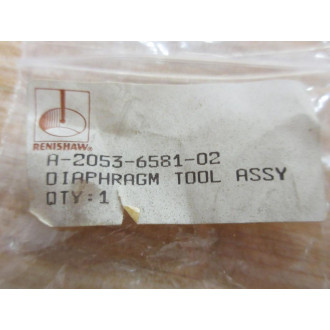 RENISHAW®
A-2053-6581-02
DIAPHRAGM TOOL ASSY
QTY:1